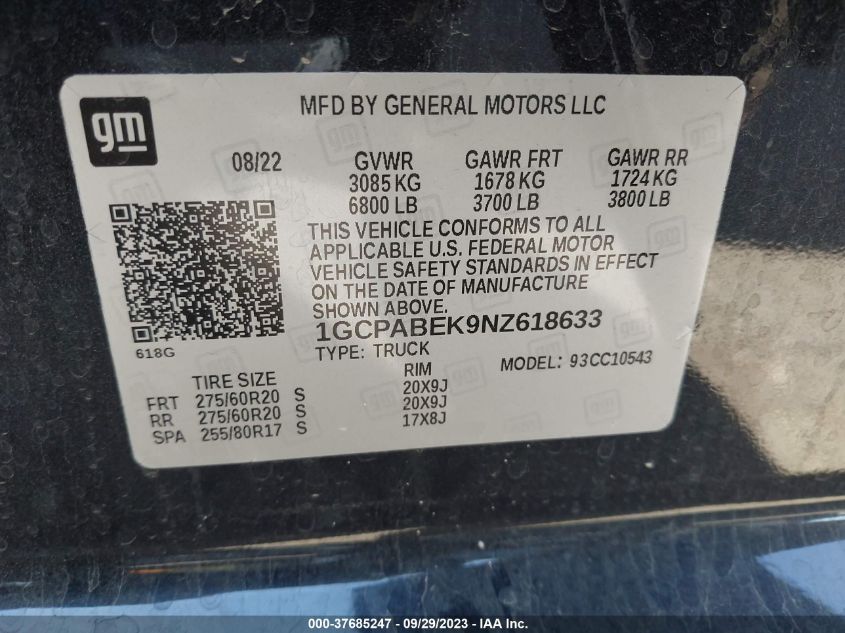 gm
MFD BY GENERAL MOTORS LLC
08/22 GVWR GAWR FRT GAWR RR
3085 KG 1678 KG 1724 KG
6800 LB 3700 LB 3800 LB
THIS VEHICLE CONFORMS TO ALL
APPLICABLE U.S. FEDERAL MOTOR
VEHICLE SAFETY STANDARDS IN EFFECT
ON THE DATE OF MANUFACTURE
SHOWN ABOVE.
1GCPABEK9NZ618633
618G
TYPE: TRUCK MODEL: 93CC10543
TIRE SIZE RIM
FRT 275/60R20 S 20X9J
RR 275/60R20 S 20X9J
SPA 255/80R17 S 17X8J
000-37685247 - 09/29/2023 - IAA Inc.